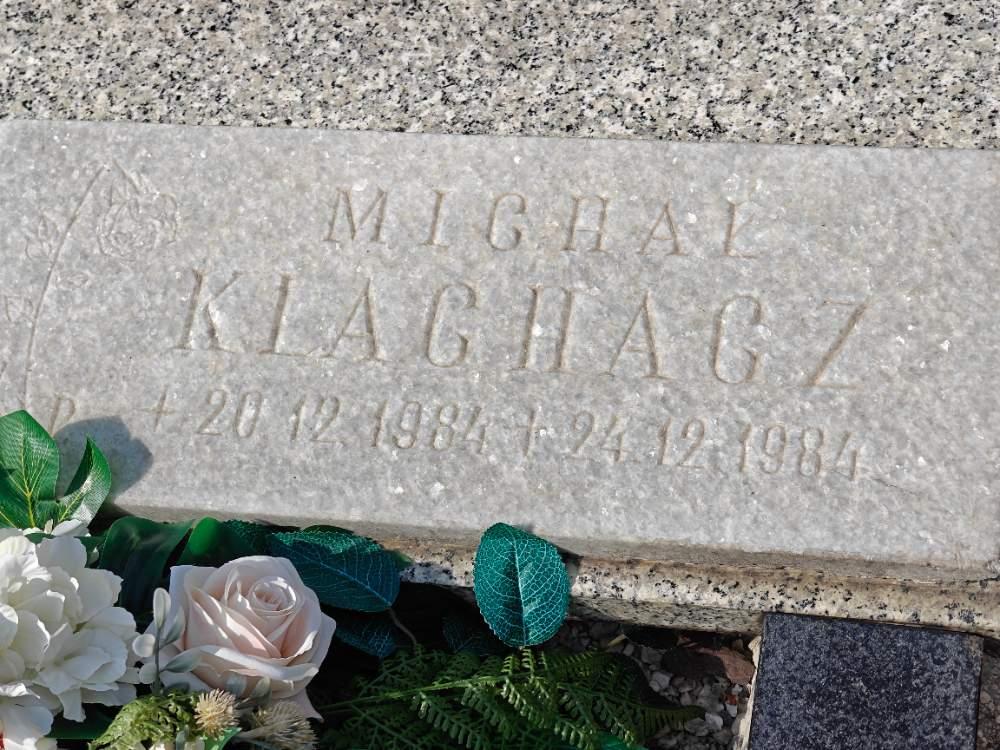 MICHAŁ
KLACHACZ
R. + 20.12.1984 + 24.12.1984